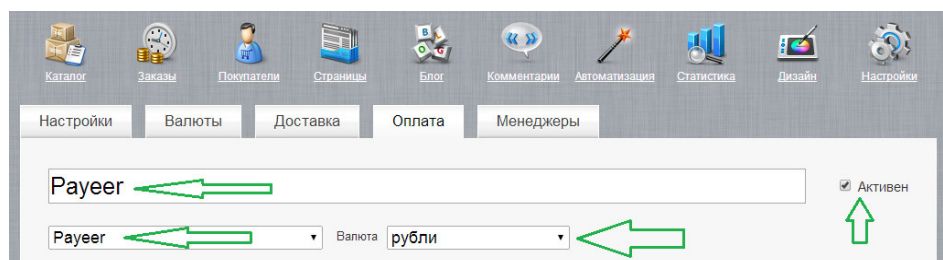 Каталог Заказы Покупатели Страницы Блог Комментарии Автоматизация Статистика Дизайн Настройки
Настройки Валюты Доставка Оплата Менеджеры
Payeer Активен
Payeer Валюта рубли